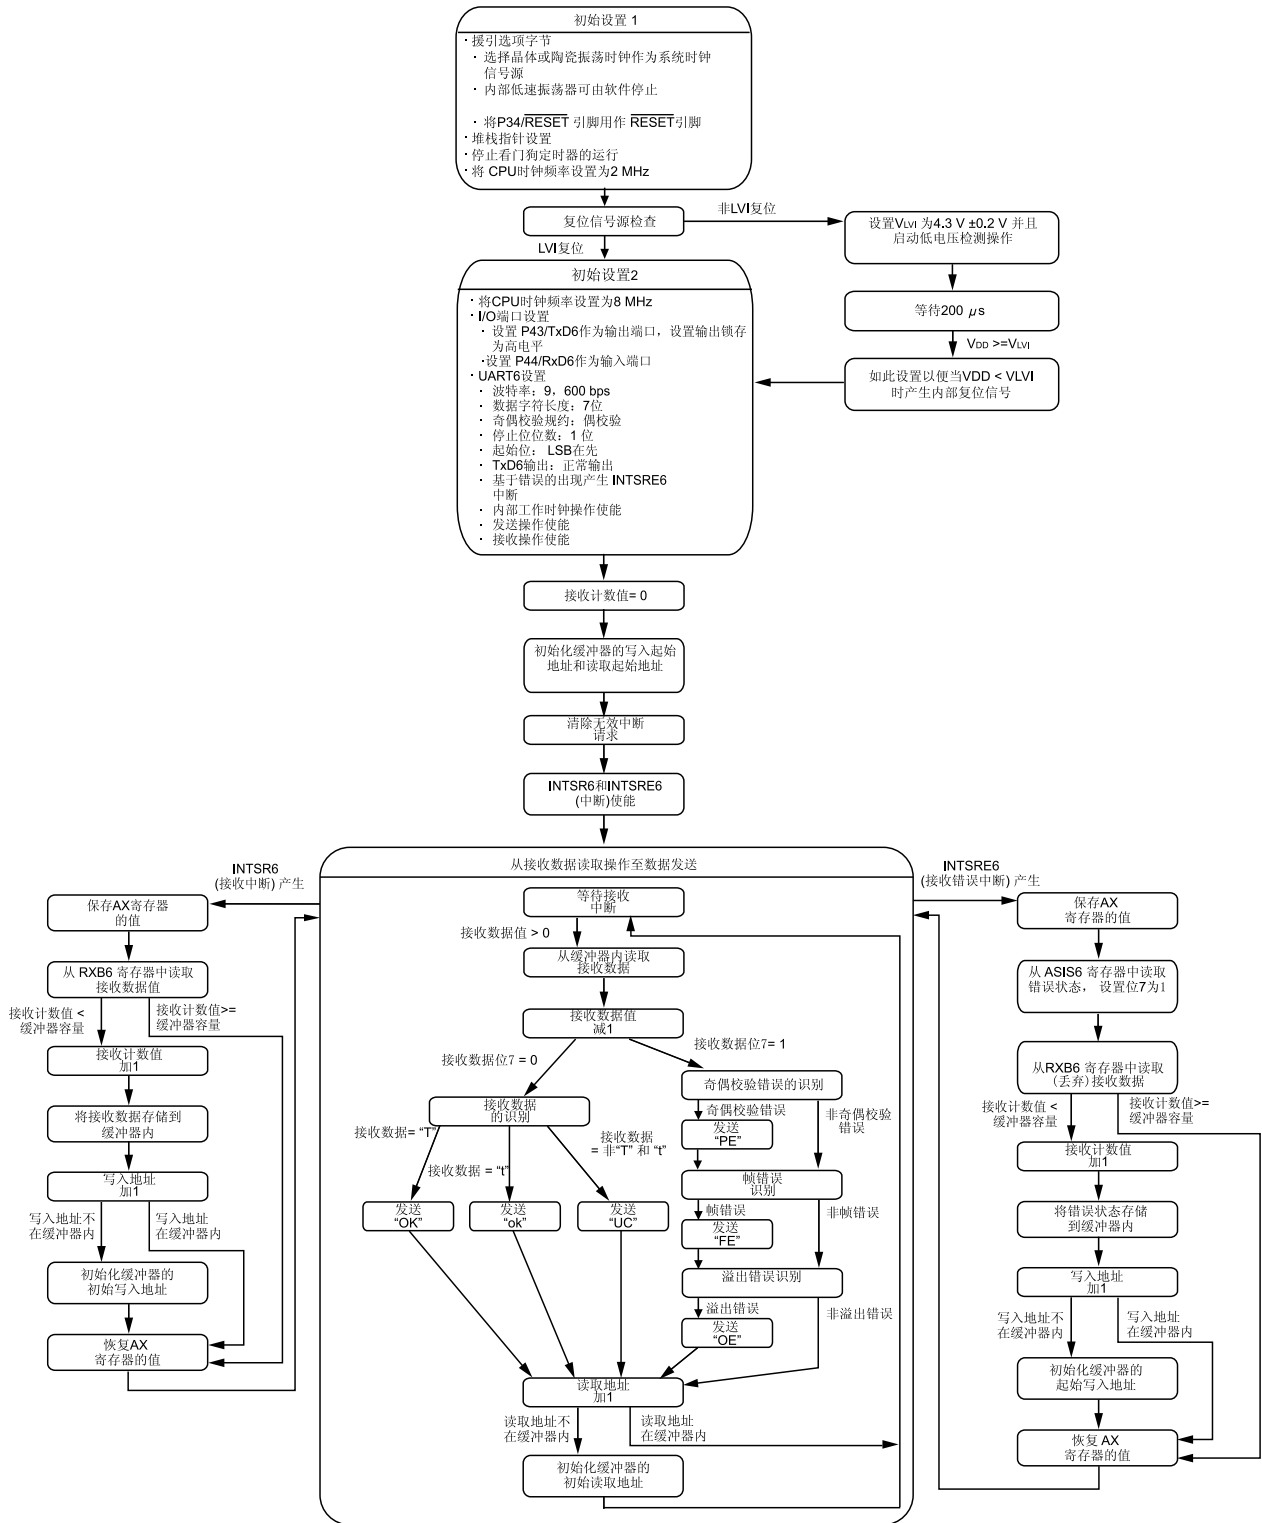 初始设置 1
· 援引选项字节
· 选择晶体或陶瓷振荡时钟作为系统时钟
信号源
· 内部低速振荡器可由软件停止
· 将P34/RESET 引脚用作 RESET引脚
· 堆栈指针设置
· 停止看门狗定时器的运行
· 将 CPU时钟频率设置为2 MHz
复位信号源检查
非LVI复位
LVI复位
设置VLVI 为4.3 V ±0.2 V 并且
启动低电压检测操作
等待200 μs
VDD >=VLVI
如此设置以便当VDD < VLVI
时产生内部复位信号
初始设置2
· 将CPU时钟频率设置为8 MHz
· I/O端口设置
· 设置 P43/TxD6作为输出端口，设置输出锁存
为高电平
· 设置 P44/RxD6作为输入端口
· UART6设置
· 波特率：9，600 bps
· 数据字符长度：7位
· 奇偶校验规约：偶校验
· 停止位位数：1 位
· 起始位： LSB在先
· TxD6输出：正常输出
· 基于错误的出现产生 INTSRE6
中断
· 内部工作时钟操作使能
· 发送操作使能
· 接收操作使能
接收计数值= 0
初始化缓冲器的写入起始
地址和读取起始地址
清除无效中断
请求
INTSR6和INTSRE6
(中断)使能
从接收数据读取操作至数据发送
等待接收
中断
接收数据值 > 0
从缓冲器内读取
接收数据
接收数据值
减1
接收数据位7 = 0
接收数据位7= 1
接收数据
的识别
接收数据= “T”
接收数据 = “t”
接收数据
= 非“T” 和 “t”
发送
“OK”
发送
“ok”
发送
“UC”
奇偶校验错误的识别
奇偶校验错误
非奇偶校验
错误
发送
“PE”
帧错误
识别
帧错误
非帧错误
发送
“FE”
溢出错误识别
溢出错误
非溢出错误
发送
“OE”
读取地址
加1
读取地址不
在缓冲器内
读取地址
在缓冲器内
初始化缓冲器的
初始读取地址
INTSR6
(接收中断) 产生
保存AX寄存器
的值
从 RXB6 寄存器中读取
接收数据值
接收计数值 <
缓冲器容量
接收计数值>=
缓冲器容量
接收计数值
加1
将接收数据存储到
缓冲器内
写入地址
加1
写入地址不
在缓冲器内
写入地址
在缓冲器内
初始化缓冲器的
初始写入地址
恢复AX
寄存器的值
INTSRE6
(接收错误中断) 产生
保存AX
寄存器的值
从 ASIS6 寄存器中读取
错误状态， 设置位7为1
从RXB6 寄存器中读取
(丢弃)接收数据
接收计数值 <
缓冲器容量
接收计数值>=
缓冲器容量
接收计数值
加1
将错误状态存储
到缓冲器内
写入地址
加1
写入地址不
在缓冲器内
写入地址
在缓冲器内
初始化缓冲器的
起始写入地址
恢复 AX
寄存器的值